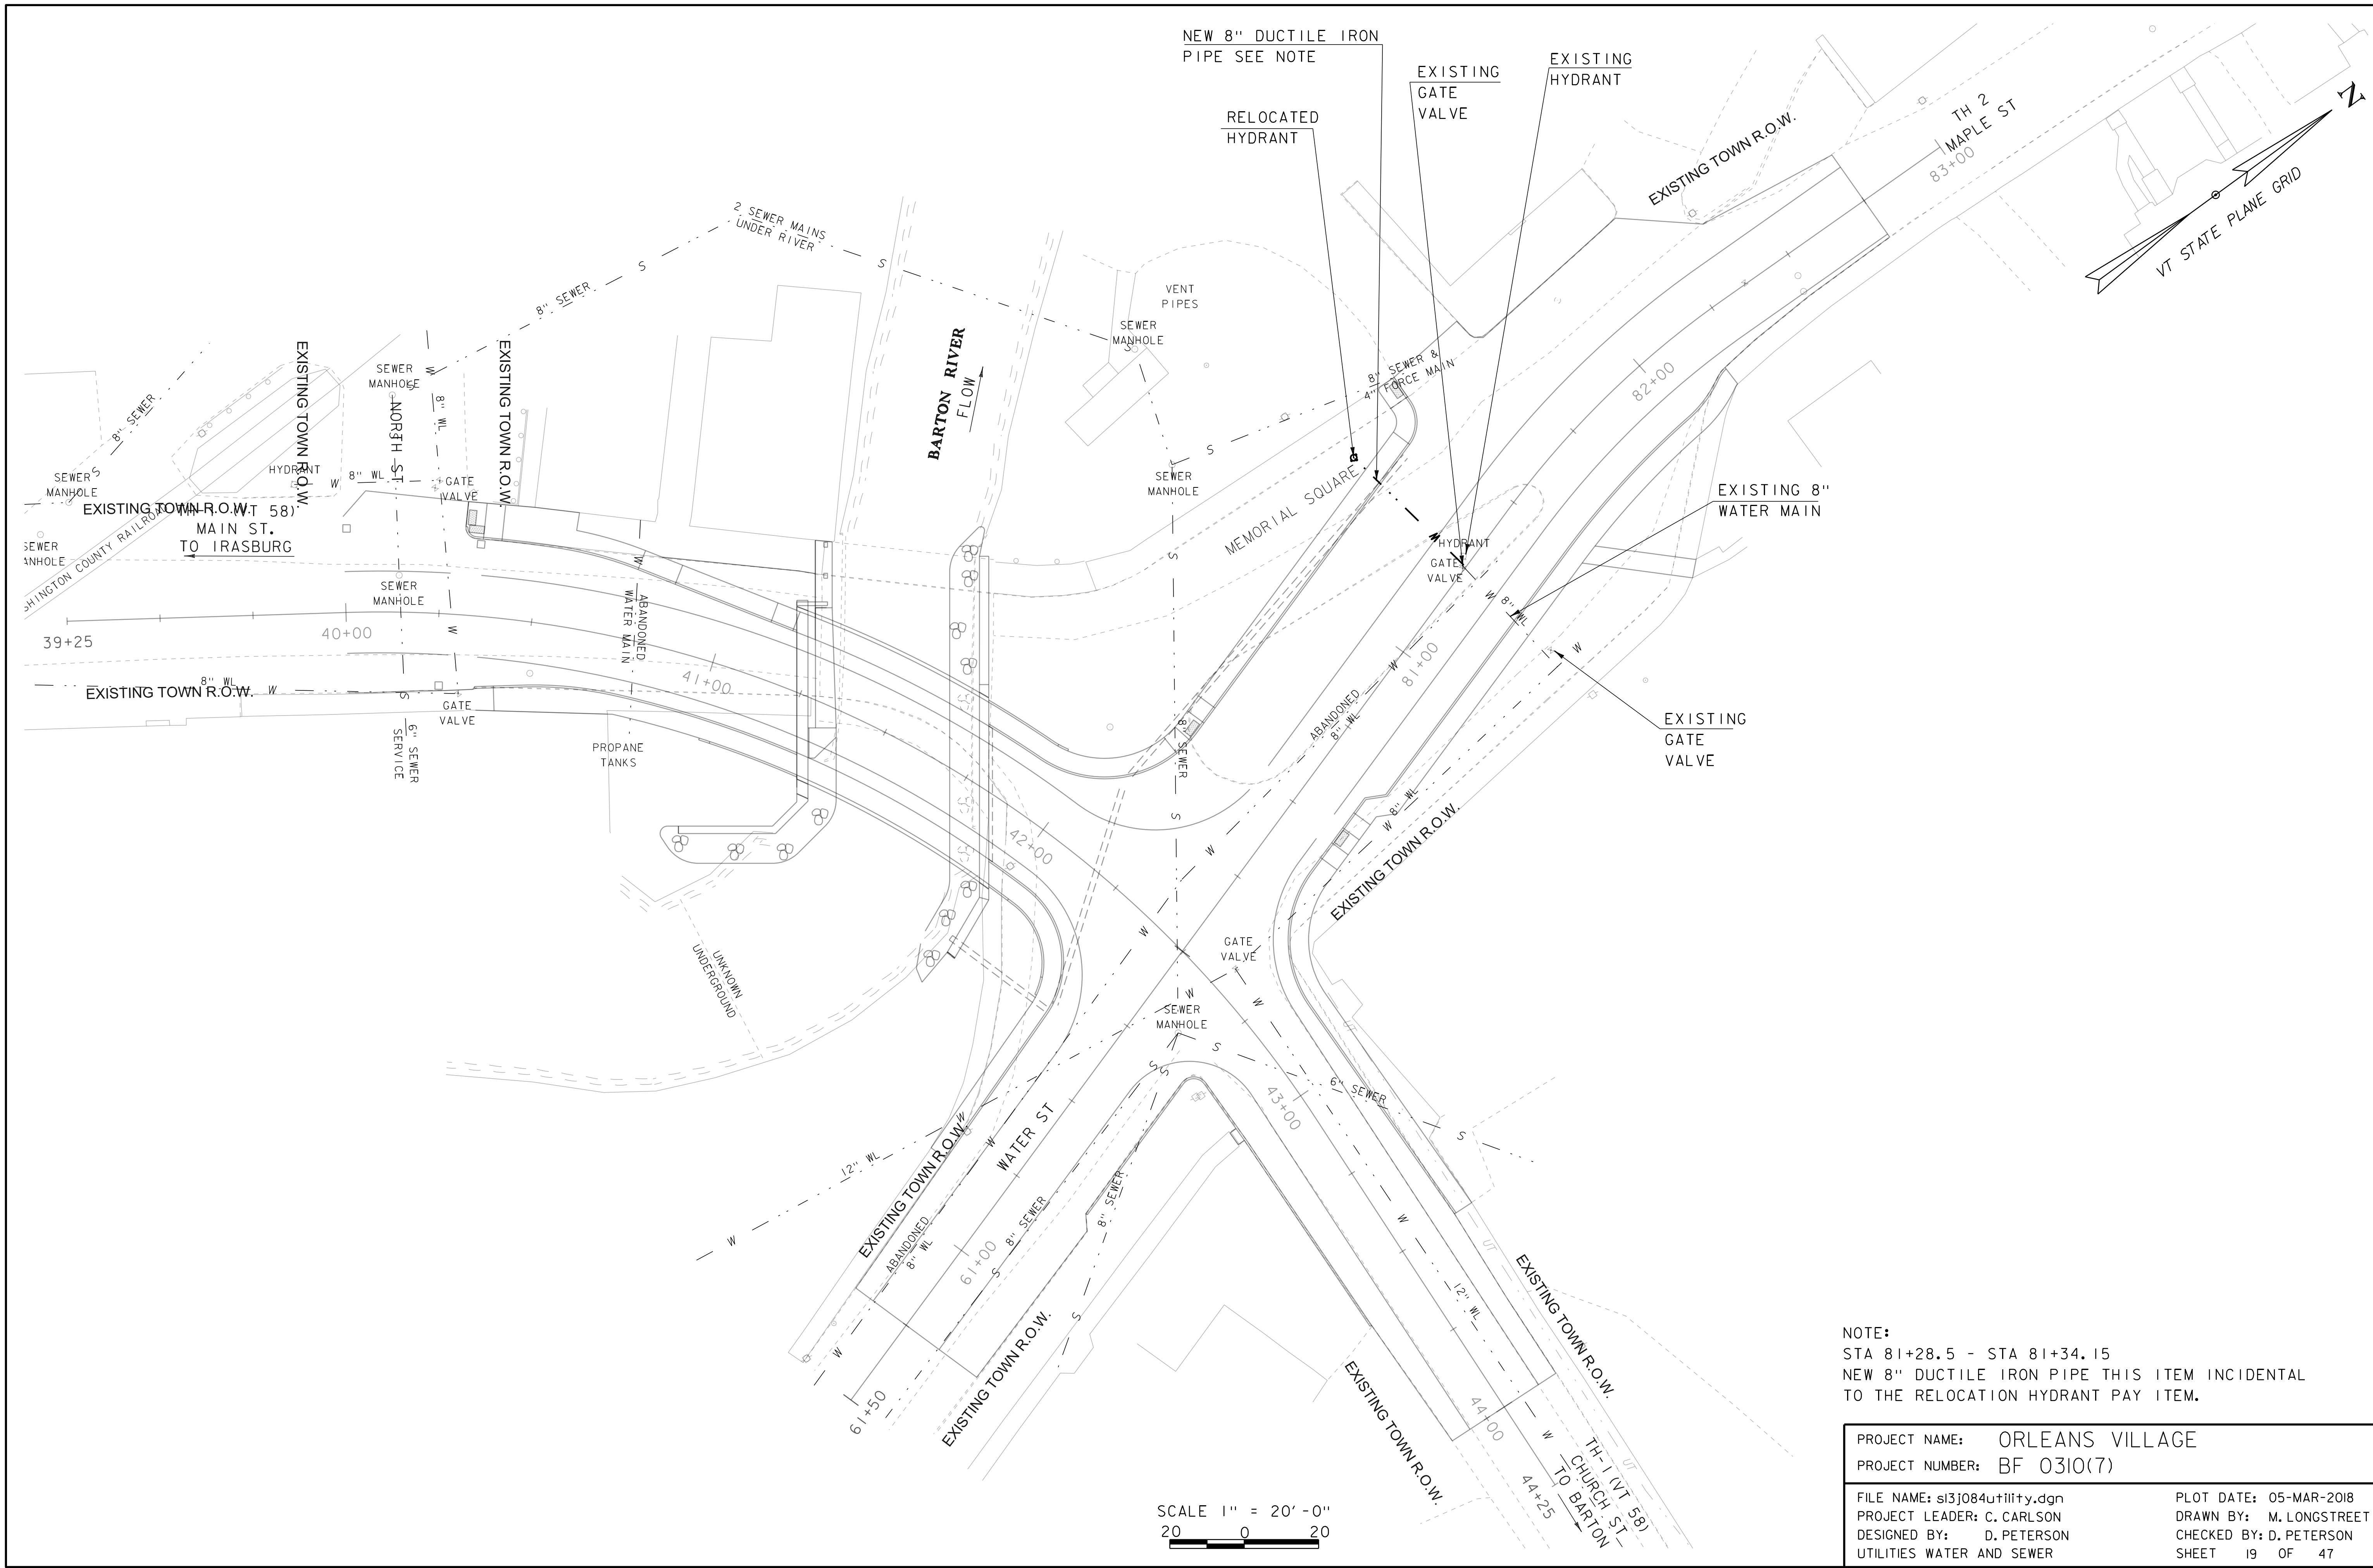 NEW 8" DUCTILE IRON
PIPE SEE NOTE
EXISTING
GATE
VALVE
EXISTING
HYDRANT
RELOCATED
HYDRANT
EXISTING TOWN R.O.W.
TH 2
MAPLE ST
83+00
N
VT STATE PLANE GRID
2 SEWER MAINS
UNDER RIVER
S
S
8" SEWER
VENT
PIPES
SEWER
MANHOLE
S
BARTON RIVER
FLOW
8" SEWER &
4" FORCE MAIN
82+00
EXISTING TOWN R.O.W.
SEWER
MANHOLE
S
NORTH ST
W
8" WL
EXISTING TOWN R.O.W.
8" SEWER
S
HYDRANT
W
8" WL
GATE
VALVE
SEWER
MANHOLE
EXISTING TOWN R.O.W.
TH-1 (VT 58)
MAIN ST.
TO IRASBURG
SEWER
MANHOLE
SHINGTON COUNTY RAILROAD
SEWER
MANHOLE
S
SEWER
MANHOLE
MEMORIAL SQUARE
W
HYDRANT
GATE
VALVE
EXISTING 8"
WATER MAIN
W
8" WL
W
39+25
40+00
W
W
ABANDONED
WATER MAIN
S
8" WL
W
EXISTING TOWN R.O.W.
S
GATE
VALVE
6" SEWER
SERVICE
41+00
PROPANE
TANKS
8" SEWER
S
W
81+00
ABANDONED
8" WL
EXISTING
GATE
VALVE
42+00
W
8" WL
W
EXISTING TOWN R.O.W.
W
GATE
VALVE
W
W
UNKNOWN
UNDERGROUND
SEWER
MANHOLE
S
S
S
UT
6" SEWER
S
43+00
12" WL
W
W
W
WATER ST
EXISTING TOWN R.O.W.
ABANDONED
8" WL
8" SEWER
8" SEWER
61+00
S
S
W
EXISTING TOWN R.O.W.
61+50
W
UT
12" WL
EXISTING TOWN R.O.W.
EXISTING TOWN R.O.W.
44+00
W
UT
44+25
TH-1 (VT 58)
CHURCH ST
TO BARTON
SCALE 1" = 20'-0"
20 0 20
NOTE:
STA 81+28.5 - STA 81+34.15
NEW 8" DUCTILE IRON PIPE THIS ITEM INCIDENTAL
TO THE RELOCATION HYDRANT PAY ITEM.
PROJECT NAME: ORLEANS VILLAGE
PROJECT NUMBER: BF 0310(7)
FILE NAME: s13j084utility.dgn PLOT DATE: 05-MAR-2018
PROJECT LEADER: C. CARLSON DRAWN BY: M. LONGSTREET
DESIGNED BY: D. PETERSON CHECKED BY: D. PETERSON
UTILITIES WATER AND SEWER SHEET 19 OF 47